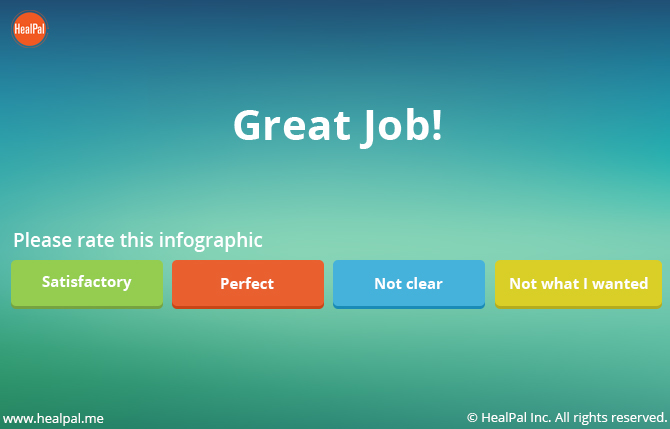 HealPal
Great Job!
Please rate this infographic
Satisfactory
Perfect
Not clear
Not what I wanted
www.healpal.me
© HealPal Inc. All rights reserved.